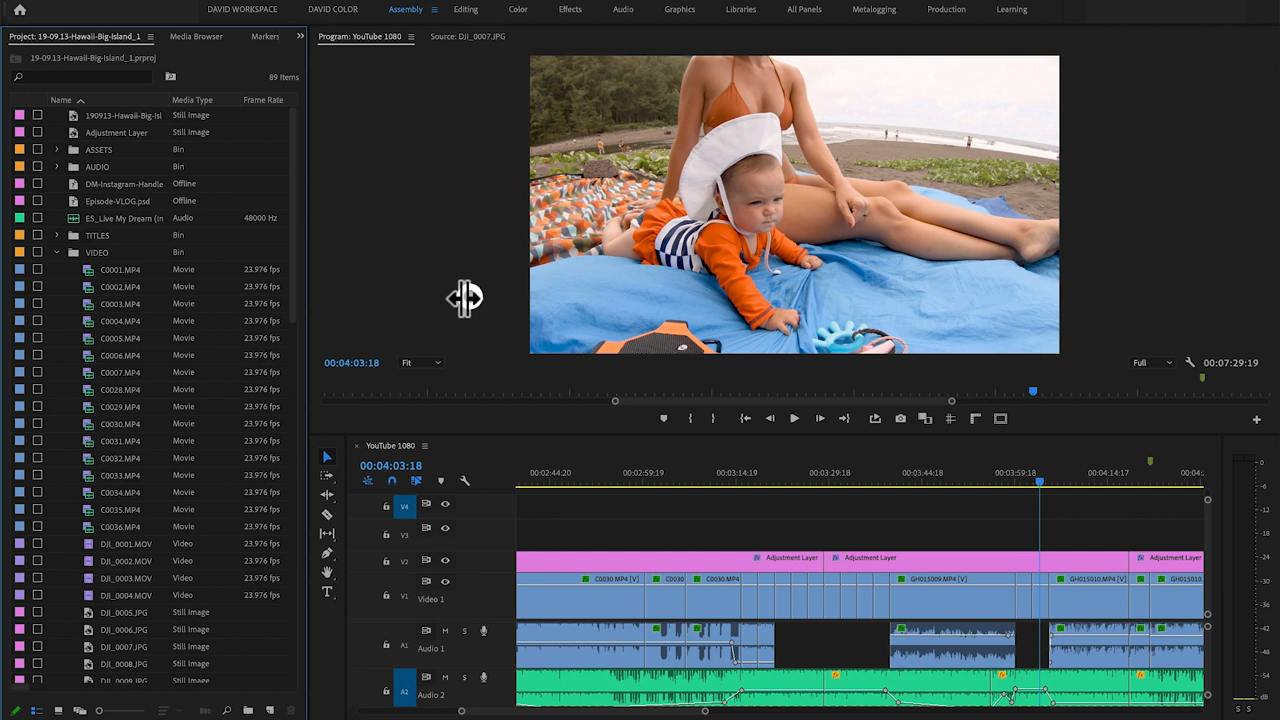 DAVID WORKSPACE DAVID COLOR Assembly Editing Color Effects Audio Graphics Libraries All Panels Metalogging Production Learning
Project: 19-09.13-Hawaii-Big-Island_1 Media Browser Markers
Program: YouTube 1080 Source: DJI_0007.JPG
19-09.13-Hawaii-Big-Island_1.prproj
89 Items
Name Media Type Frame Rate
190913-Hawaii-Big-Isl Still Image
Adjustment Layer Still Image
ASSETS Bin
AUDIO Bin
DM-Instagram-Handle Offline
Episode-VLOG.psd Offline
ES_Live My Dream (In Audio 48000 Hz
TITLES Bin
VIDEO Bin
C0001.MP4 Movie 23.976 fps
C0002.MP4 Movie 23.976 fps
C0003.MP4 Movie 23.976 fps
C0004.MP4 Movie 23.976 fps
C0005.MP4 Movie 23.976 fps
C0006.MP4 Movie 23.976 fps
C0007.MP4 Movie 23.976 fps
C0028.MP4 Movie 23.976 fps
C0029.MP4 Movie 23.976 fps
C0030.MP4 Movie 23.976 fps
C0031.MP4 Movie 23.976 fps
C0032.MP4 Movie 23.976 fps
C0033.MP4 Movie 23.976 fps
C0034.MP4 Movie 23.976 fps
C0035.MP4 Movie 23.976 fps
C0036.MP4 Movie 23.976 fps
DJI_0001.MOV Video 23.976 fps
DJI_0002.MOV Video 23.976 fps
DJI_0003.MOV Video 23.976 fps
DJI_0004.MOV Video 23.976 fps
DJI_0005.JPG Still Image
DJI_0006.JPG Still Image
DJI_0007.JPG Still Image
DJI_0008.JPG Still Image
DJI_0009.JPG Still Image
00:04:03:18 Fit Full 00:07:29:19
YouTube 1080
00:04:03:18
00:02:44:20 00:02:59:19 00:03:14:19 00:03:29:18 00:03:44:18 00:03:59:18 00:04:14:17 00:04:
V4
V3
V2 Adjustment Layer Adjustment Layer Adjustment Layer
C0030.MP4 [V] C0030 C0030.MP4 GH015009.MP4 [V] GH015010.MP4 [V] GH015010.
V1 Video 1
M S
A1 Audio 1
M S
A2 Audio 2
0
-6
-12
-18
-24
-30
-36
-42
-48
-54
dB
S S